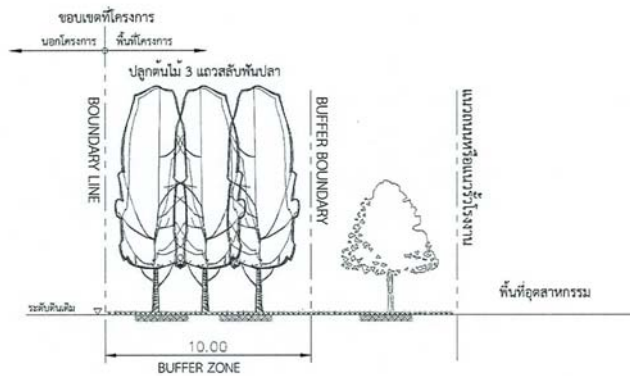 ขอบเขตที่โครงการ
นอกโครงการ
พื้นที่โครงการ
ปลูกต้นไม้ 3 แถวสลับฟันปลา
BOUNDARY LINE
BUFFER BOUNDARY
แนวถนนหรือแนวรั้วโรงงาน
พื้นที่อุตสาหกรรม
ระดับดินเดิม
10.00
BUFFER ZONE